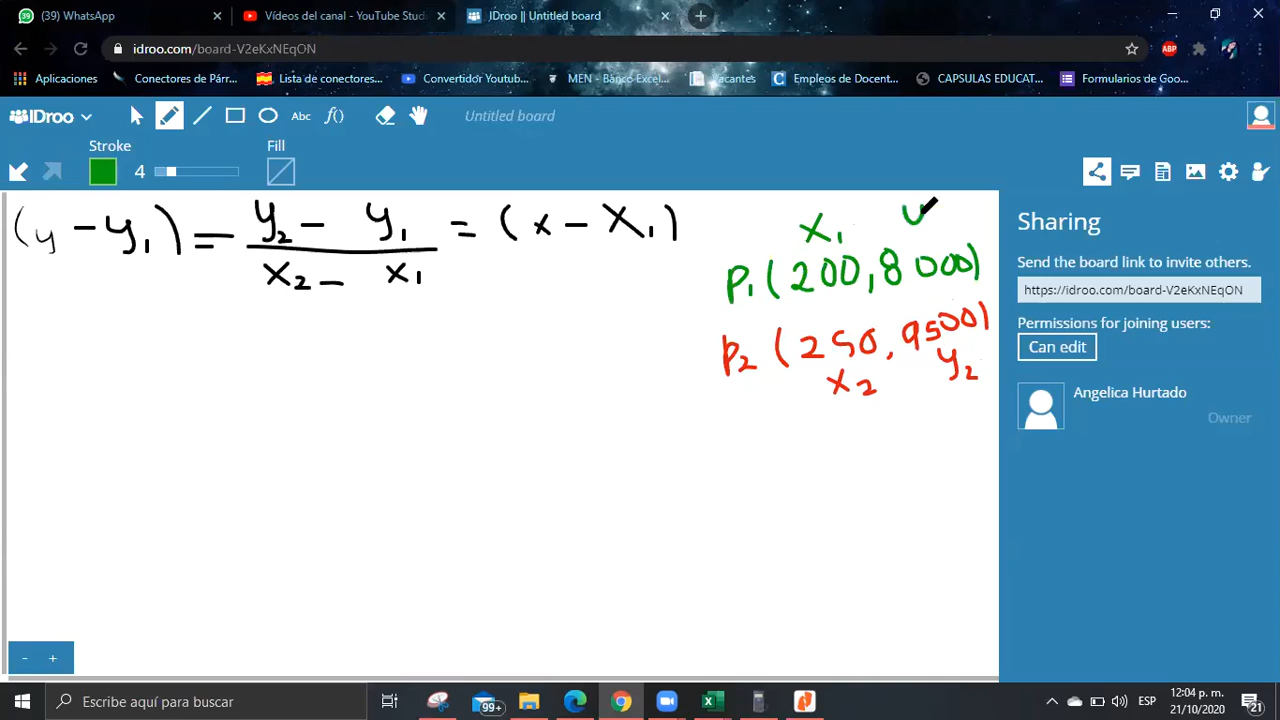 (39) WhatsApp
Vídeos del canal - YouTube Stud
IDroo || Untitled board
idroo.com/board-V2eKxNEqON
ABP
Aplicaciones
Conectores de Párr...
Lista de conectores...
Convertidor Youtub...
MEN - Banco Excel...
Vacantes
Empleos de Docent...
CAPSULAS EDUCAT...
Formularios de Goo...
IDroo
Abc
f()
Untitled board
Stroke
4
Fill
(y - y₁) = y₂ - y₁ / x₂ - x₁ = (x - x₁)
x₁
P₁ (200, 8000)
P₂ (250, 9500)
x₂ y₂
Sharing
Send the board link to invite others.
https://idroo.com/board-V2eKxNEqON
Permissions for joining users:
Can edit
Angelica Hurtado
Owner
- +
Escribe aquí para buscar
99+
ESP
12:04 p. m.
21/10/2020
21